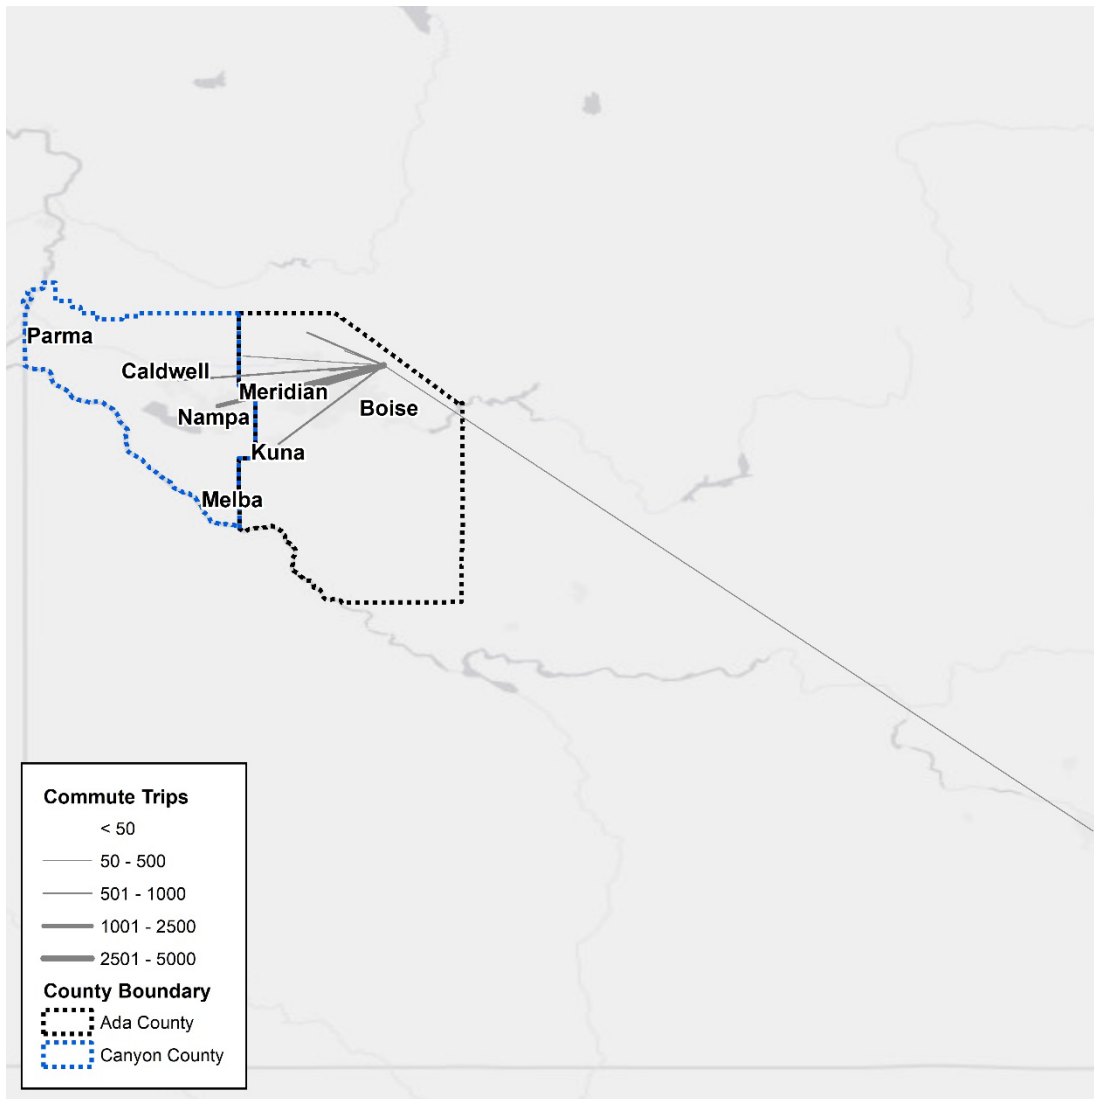 Parma
Caldwell
Meridian
Nampa
Boise
Kuna
Melba
Commute Trips
< 50
50 - 500
501 - 1000
1001 - 2500
2501 - 5000
County Boundary
Ada County
Canyon County